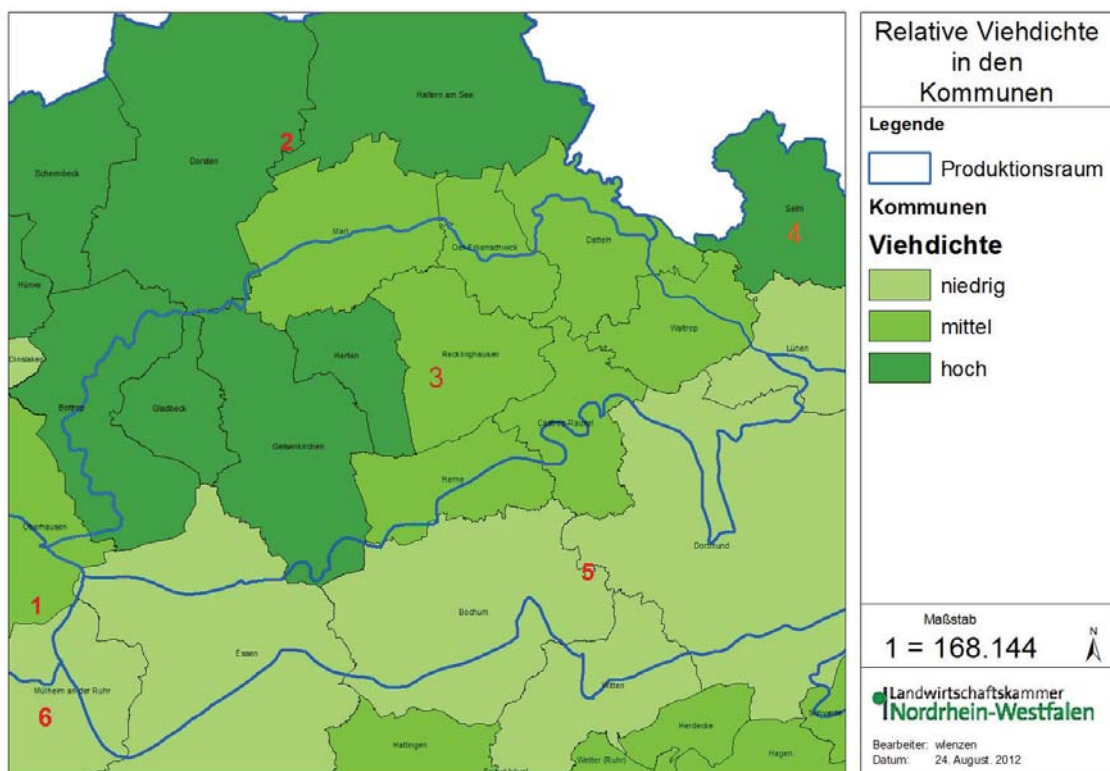 Relative Viehdichte
in den
Kommunen
Legende
Produktionsraum
Kommunen
Viehdichte
niedrig
mittel
hoch
Maßstab
1 = 168.144
N
Landwirtschaftskammer
Nordrhein-Westfalen
Bearbeiter: wlenzen
Datum: 24. August. 2012
Haltern am See
2
Dorsten
Schermbeck
Selm
4
Marl
Oer-Erkenschwick
Datteln
Hünxe
Waltrop
Lünen
Dinslaken
Herten
Recklinghausen
3
Bottrop
Gladbeck
Gelsenkirchen
Castrop-Rauxel
Herne
Oberhausen
Dortmund
5
1
Bochum
Essen
Witten
Mülheim an der Ruhr
6
Herdecke
Hattingen
Wetter (Ruhr)
Hagen